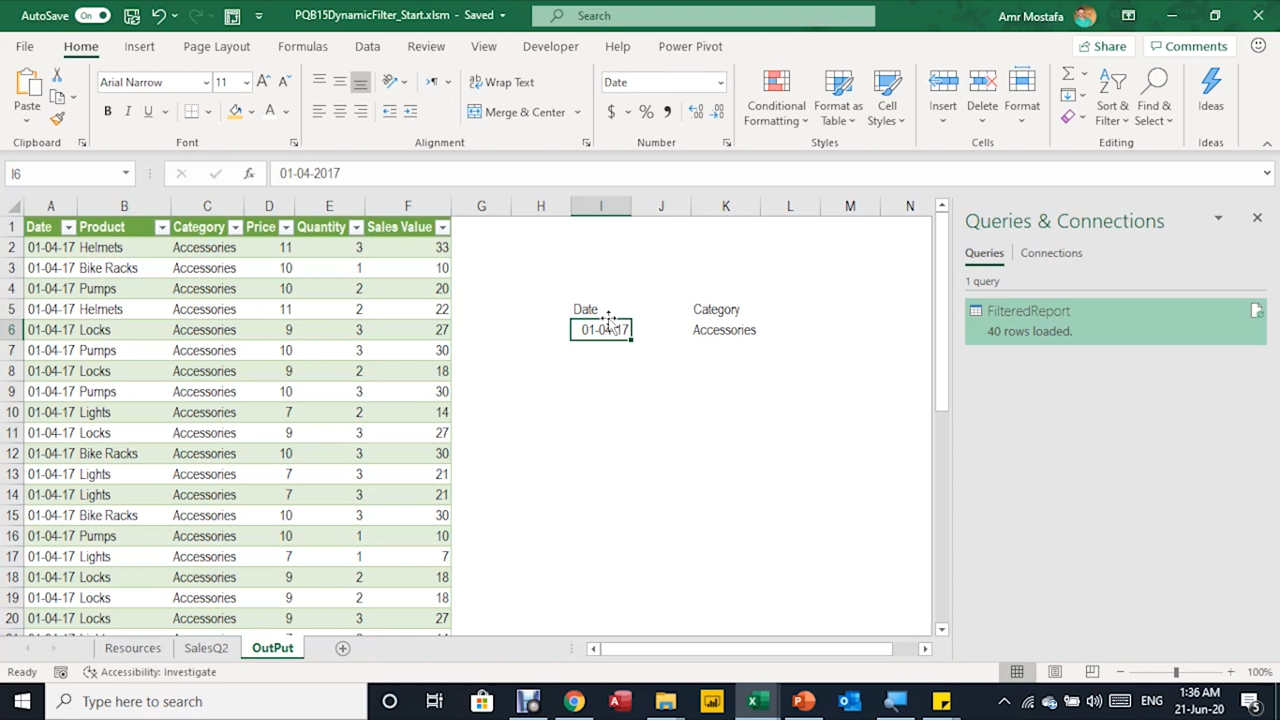 AutoSave On PQB15DynamicFilter_Start.xlsm - Saved Search Amr Mostafa
File Home Insert Page Layout Formulas Data Review View Developer Help Power Pivot Share Comments
Paste Arial Narrow 11 Wrap Text Date Conditional Formatting Format as Table Cell Styles Insert Delete Format Sort & Filter Find & Select Ideas
B I U A Merge & Center $ % ,
Clipboard Font Alignment Number Styles Cells Editing Ideas
I6 fx 01-04-2017
A B C D E F G H I J K L M N
1 Date Product Category Price Quantity Sales Value
2 01-04-17 Helmets Accessories 11 3 33
3 01-04-17 Bike Racks Accessories 10 1 10
4 01-04-17 Pumps Accessories 10 2 20
5 01-04-17 Helmets Accessories 11 2 22 Date Category
6 01-04-17 Locks Accessories 9 3 27 01-04-17 Accessories
7 01-04-17 Pumps Accessories 10 3 30
8 01-04-17 Locks Accessories 9 2 18
9 01-04-17 Pumps Accessories 10 3 30
10 01-04-17 Lights Accessories 7 2 14
11 01-04-17 Locks Accessories 9 3 27
12 01-04-17 Bike Racks Accessories 10 3 30
13 01-04-17 Lights Accessories 7 3 21
14 01-04-17 Lights Accessories 7 3 21
15 01-04-17 Bike Racks Accessories 10 3 30
16 01-04-17 Pumps Accessories 10 1 10
17 01-04-17 Lights Accessories 7 1 7
18 01-04-17 Locks Accessories 9 2 18
19 01-04-17 Locks Accessories 9 2 18
20 01-04-17 Locks Accessories 9 3 27
Queries & Connections
Queries Connections
1 query
FilteredReport
40 rows loaded.
Resources SalesQ2 OutPut
Ready Accessibility: Investigate 100%
Type here to search ENG 1:36 AM
21-Jun-20 5